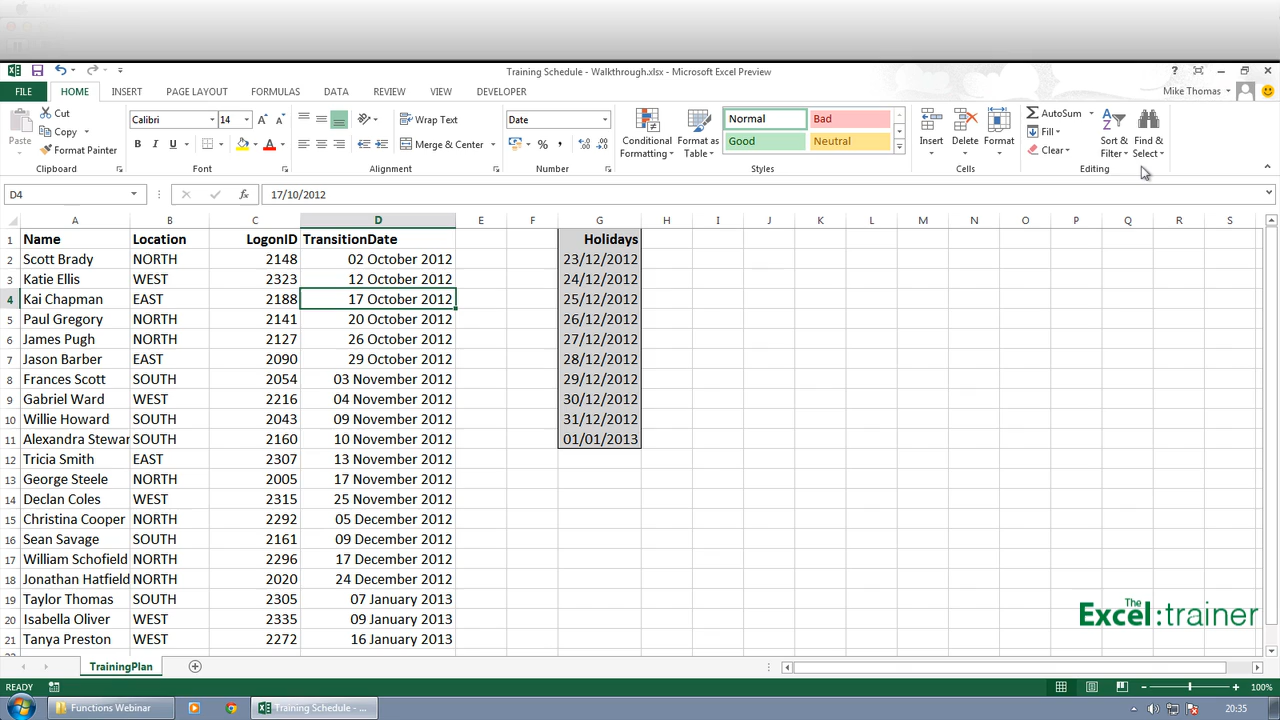 Training Schedule - Walkthrough.xlsx - Microsoft Excel Preview
FILE HOME INSERT PAGE LAYOUT FORMULAS DATA REVIEW VIEW DEVELOPER Mike Thomas
Paste
Cut
Copy
Format Painter
Clipboard
Calibri 14
B I U
Font
Wrap Text
Merge & Center
Alignment
Date
Number
Conditional Formatting
Format as Table
Normal Bad
Good Neutral
Styles
Insert Delete Format
Cells
AutoSum
Fill
Clear
Sort & Filter
Find & Select
Editing
D4 fx 17/10/2012
A B C D E F G H I J K L M N O P Q R S
1 Name Location LogonID TransitionDate Holidays
2 Scott Brady NORTH 2148 02 October 2012 23/12/2012
3 Katie Ellis WEST 2323 12 October 2012 24/12/2012
4 Kai Chapman EAST 2188 17 October 2012 25/12/2012
5 Paul Gregory NORTH 2141 20 October 2012 26/12/2012
6 James Pugh NORTH 2127 26 October 2012 27/12/2012
7 Jason Barber EAST 2090 29 October 2012 28/12/2012
8 Frances Scott SOUTH 2054 03 November 2012 29/12/2012
9 Gabriel Ward WEST 2216 04 November 2012 30/12/2012
10 Willie Howard SOUTH 2043 09 November 2012 31/12/2012
11 Alexandra Stewar SOUTH 2160 10 November 2012 01/01/2013
12 Tricia Smith EAST 2307 13 November 2012
13 George Steele NORTH 2005 17 November 2012
14 Declan Coles WEST 2315 25 November 2012
15 Christina Cooper NORTH 2292 05 December 2012
16 Sean Savage SOUTH 2161 09 December 2012
17 William Schofield NORTH 2296 17 December 2012
18 Jonathan Hatfield NORTH 2020 24 December 2012
19 Taylor Thomas SOUTH 2305 07 January 2013
20 Isabella Oliver WEST 2335 09 January 2013
21 Tanya Preston WEST 2272 16 January 2013
The Excel:trainer
TrainingPlan
READY 100%
Functions Webinar Training Schedule - ... 20:35